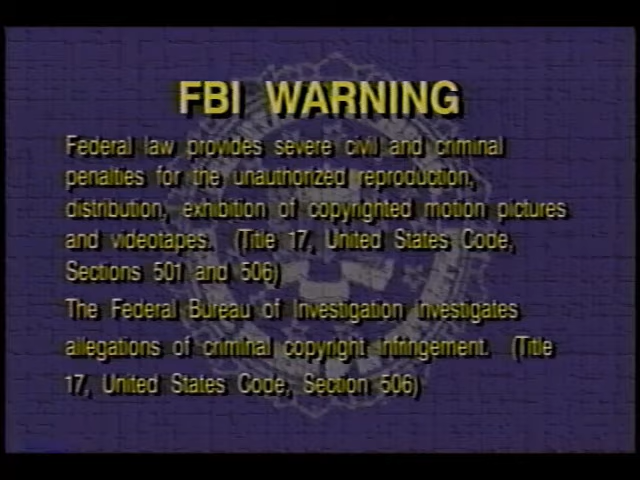 FBI WARNING
Federal law provides severe civil and criminal
penalties for the unauthorized reproduction,
distribution, exhibition of copyrighted motion pictures
and videotapes. (Title 17, United States Code,
Sections 501 and 506)
The Federal Bureau of Investigation investigates
allegations of criminal copyright infringement. (Title
17, United States Code, Section 506)